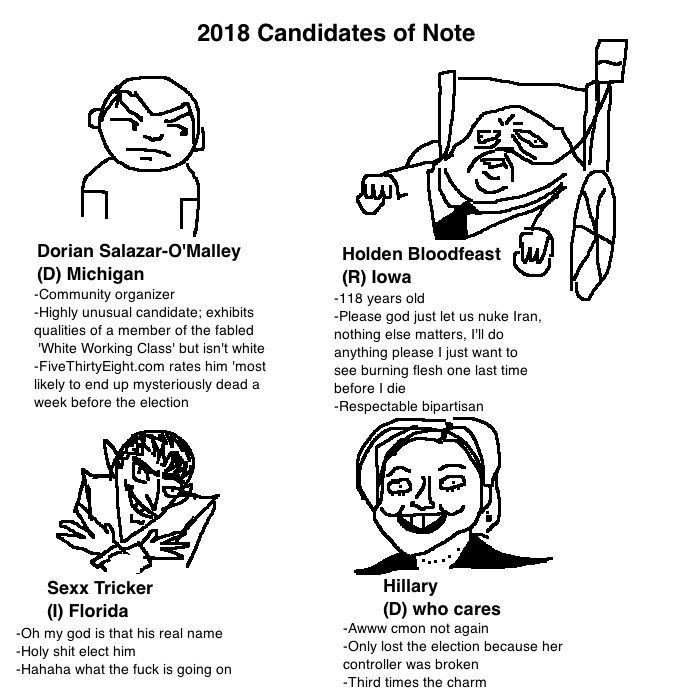 2018 Candidates of Note
Dorian Salazar-O'Malley
(D) Michigan
-Community organizer
-Highly unusual candidate; exhibits
qualities of a member of the fabled
'White Working Class' but isn't white
-FiveThirtyEight.com rates him 'most
likely to end up mysteriously dead a
week before the election
Holden Bloodfeast
(R) Iowa
-118 years old
-Please god just let us nuke Iran,
nothing else matters, I'll do
anything please I just want to
see burning flesh one last time
before I die
-Respectable bipartisan
Sexx Tricker
(I) Florida
-Oh my god is that his real name
-Holy shit elect him
-Hahaha what the fuck is going on
Hillary
(D) who cares
-Awww cmon not again
-Only lost the election because her
controller was broken
-Third times the charm